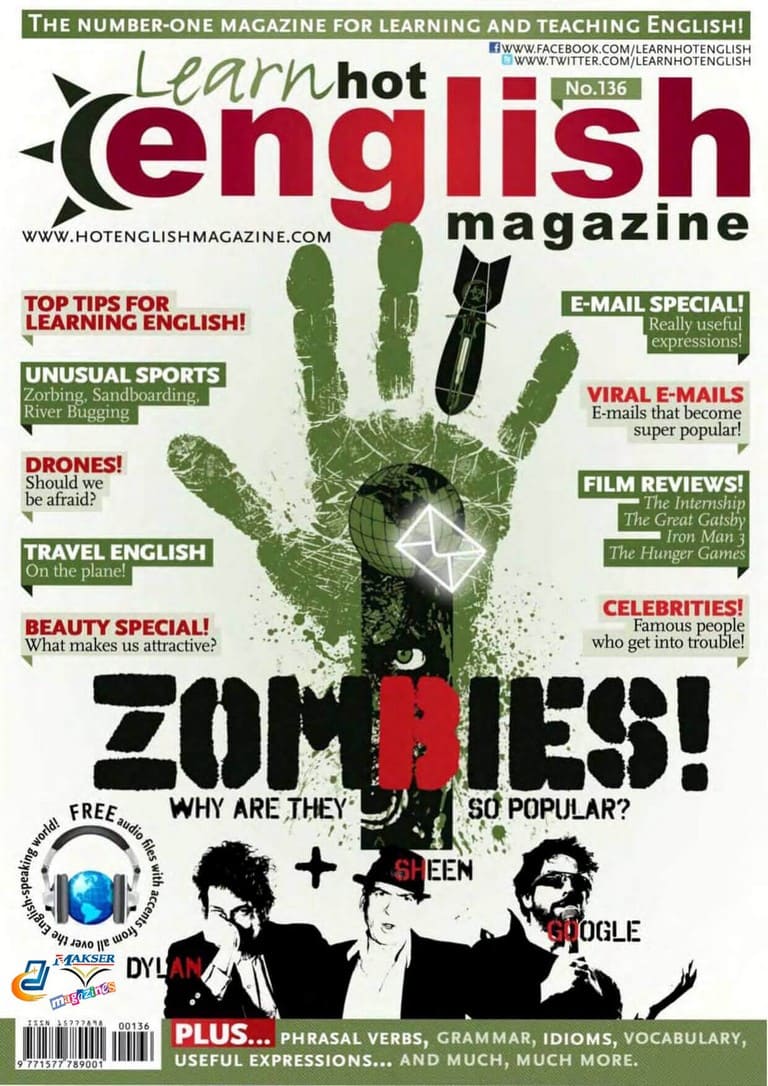 The number-one magazine for learning and teaching English!
www.facebook.com/learnhotenglish
www.twitter.com/learnhotenglish
Learn hot
No.136
english
magazine
www.hotenglishmagazine.com
TOP TIPS FOR
LEARNING ENGLISH!
UNUSUAL SPORTS
Zorbing, Sandboarding,
River Bugging
DRONES!
Should we
be afraid?
TRAVEL ENGLISH
On the plane!
BEAUTY SPECIAL!
What makes us attractive?
E-MAIL SPECIAL!
Really useful
expressions!
VIRAL E-MAILS
E-mails that become
super popular!
FILM REVIEWS!
The Internship
The Great Gatsby
Iron Man 3
The Hunger Games
CELEBRITIES!
Famous people
who get into trouble!
ZOMBIES!
WHY ARE THEY SO POPULAR?
FREE audio files with accents from all over the English-speaking world!
+
SHEEN
GOOGLE
DYLAN
MAKSER
magazines
ISSN 15777898
00136
9 771577 789001
PLUS... PHRASAL VERBS, GRAMMAR, IDIOMS, VOCABULARY,
USEFUL EXPRESSIONS... AND MUCH, MUCH MORE.